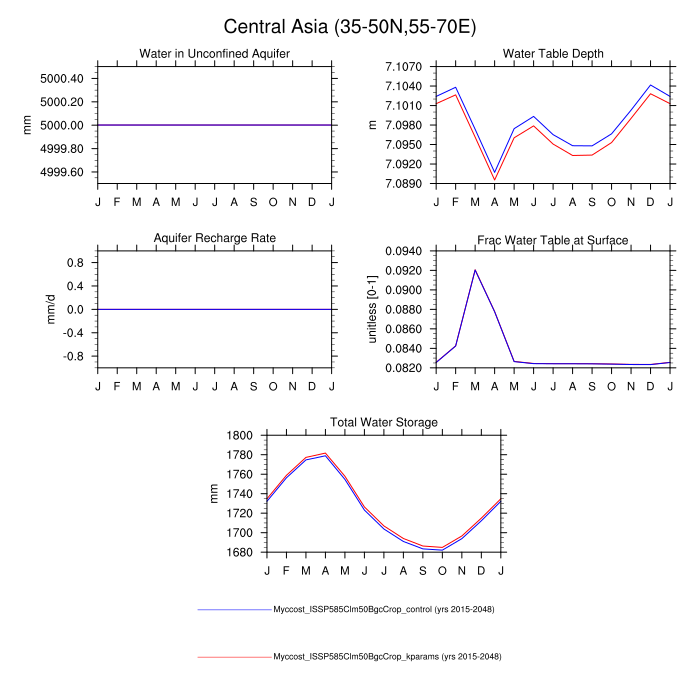 Central Asia (35-50N,55-70E)
Water in Unconfined Aquifer
5000.40
5000.20
5000.00
4999.80
4999.60
mm
J F M A M J J A S O N D J
Water Table Depth
7.1070
7.1040
7.1010
7.0980
7.0950
7.0920
7.0890
m
J F M A M J J A S O N D J
Aquifer Recharge Rate
0.8
0.4
0.0
-0.4
-0.8
mm/d
J F M A M J J A S O N D J
Frac Water Table at Surface
0.0940
0.0920
0.0900
0.0880
0.0860
0.0840
0.0820
unitless [0-1]
J F M A M J J A S O N D J
Total Water Storage
1800
1780
1760
1740
1720
1700
1680
mm
J F M A M J J A S O N D J
Myccost_ISSP585Clm50BgcCrop_control (yrs 2015-2048)
Myccost_ISSP585Clm50BgcCrop_kparams (yrs 2015-2048)